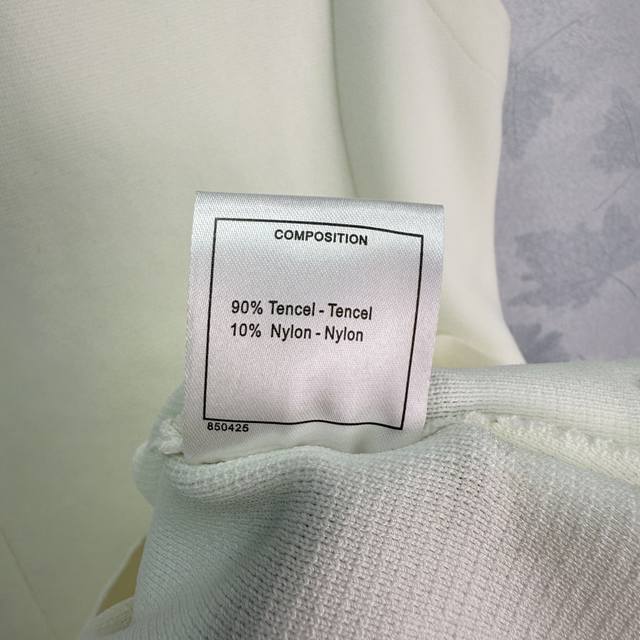 COMPOSITION
90% Tencel - Tencel
10% Nylon - Nylon
850425